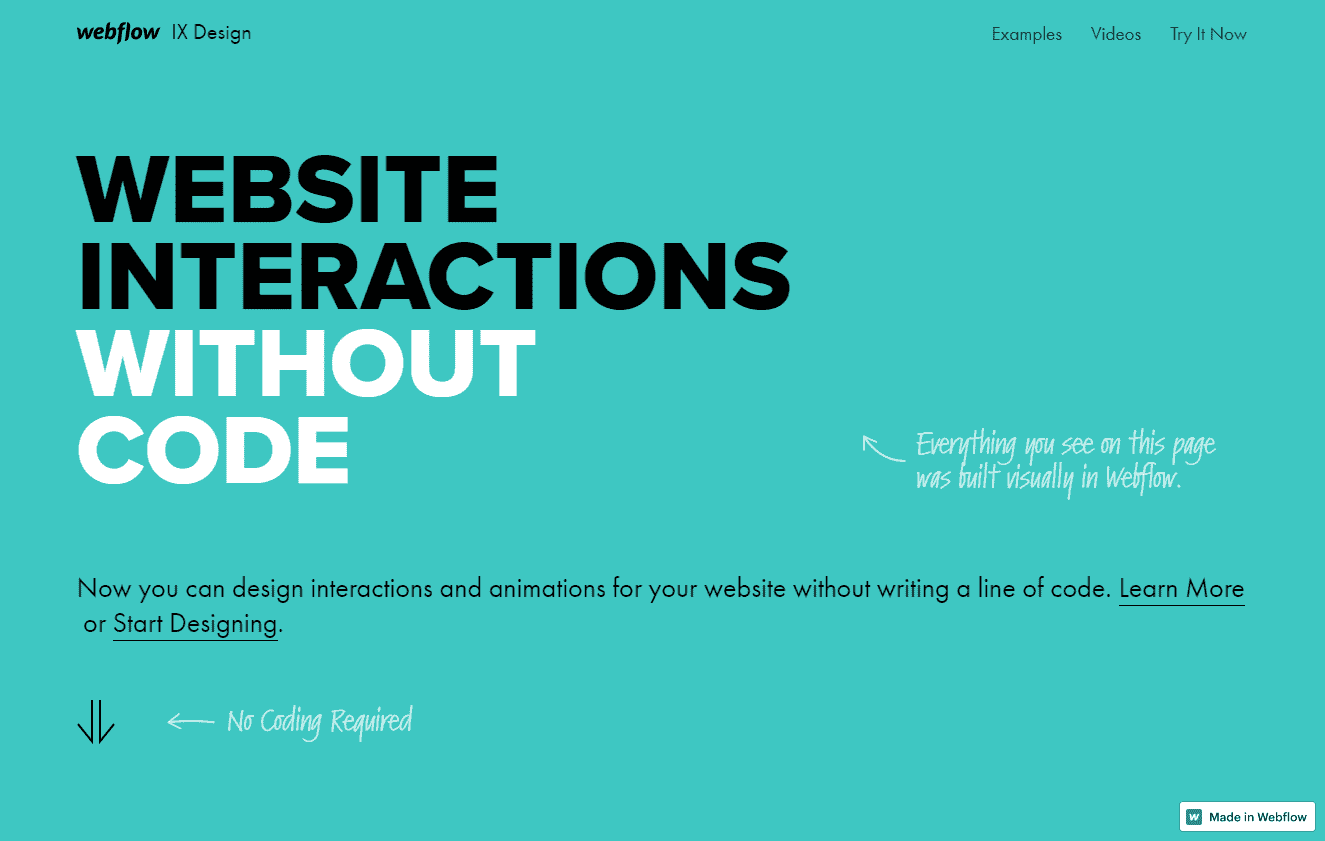 webflow IX Design
Examples Videos Try It Now
WEBSITE
INTERACTIONS
WITHOUT
CODE
Everything you see on this page
was built visually in Webflow.
Now you can design interactions and animations for your website without writing a line of code. Learn More
or Start Designing.
No Coding Required
W Made in Webflow